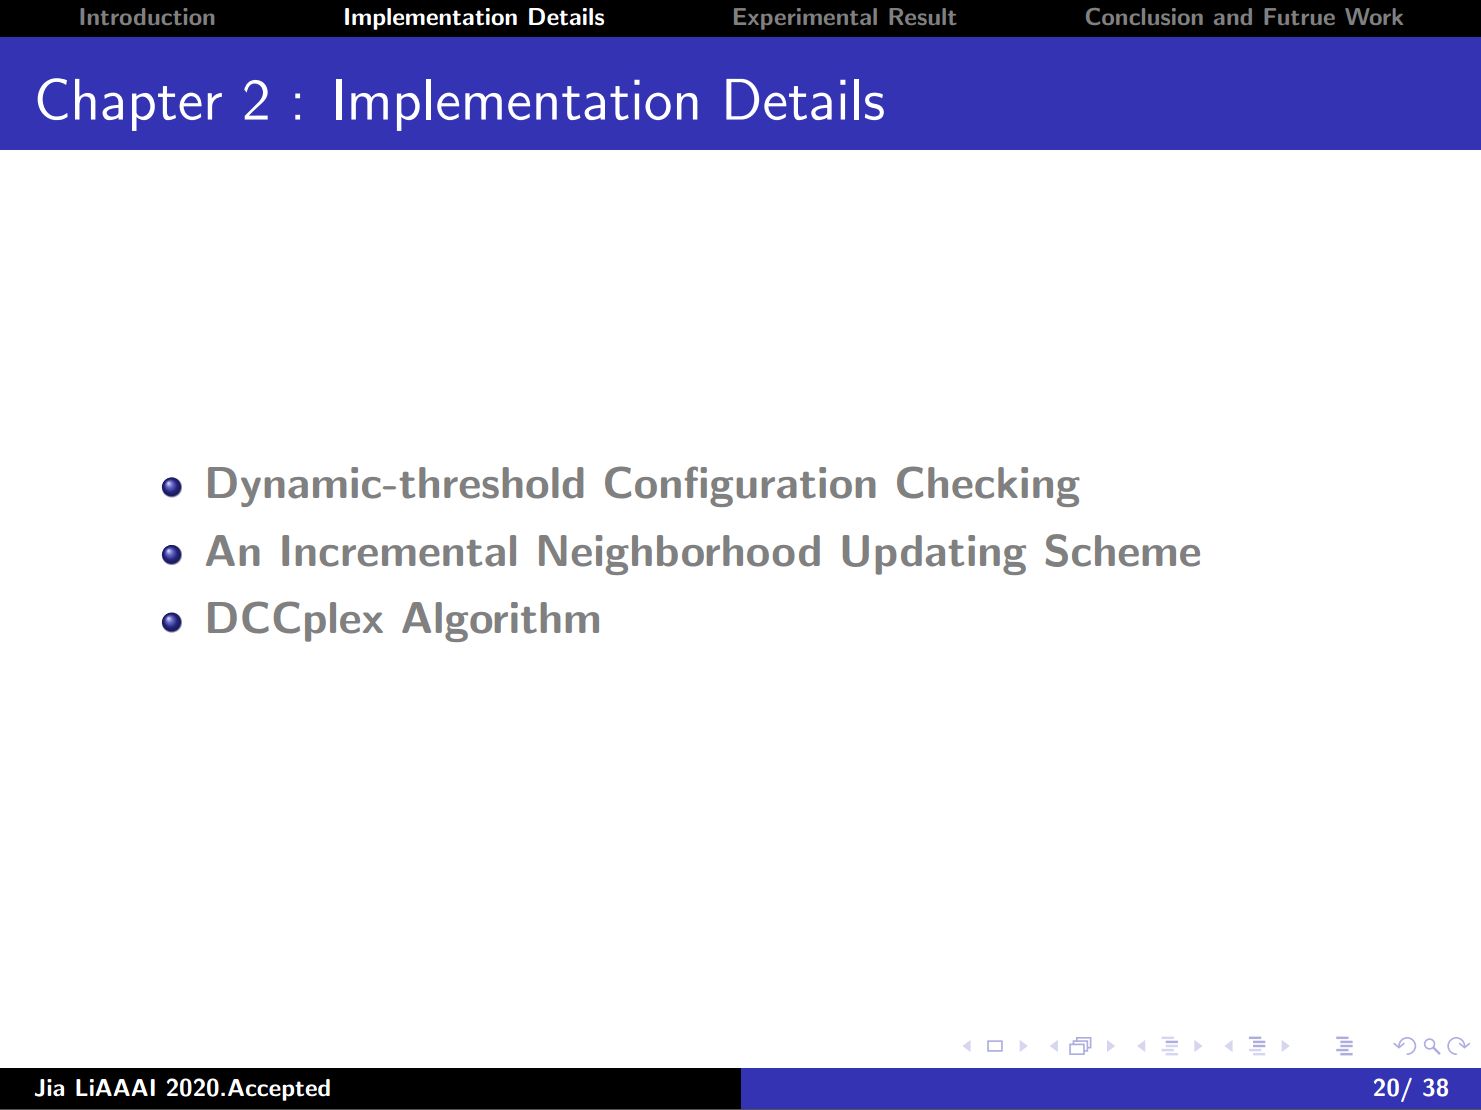 Introduction Implementation Details Experimental Result Conclusion and Futrue Work
Chapter 2 : Implementation Details
Dynamic-threshold Configuration Checking
An Incremental Neighborhood Updating Scheme
DCCplex Algorithm
Jia LiAAAI 2020.Accepted 20/ 38